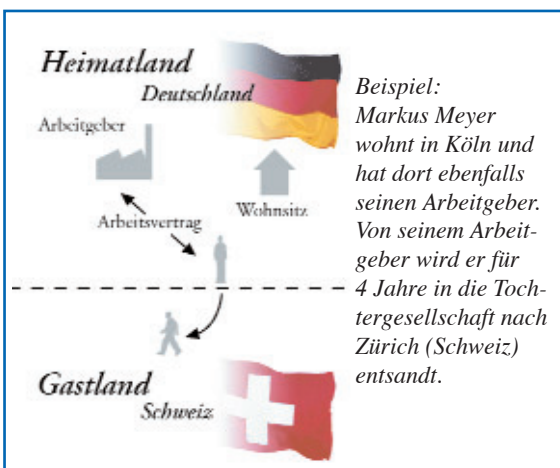 Heimatland
Deutschland
Arbeitgeber
Arbeitsvertrag
Wohnsitz
Gastland
Schweiz
Beispiel:
Markus Meyer
wohnt in Köln und
hat dort ebenfalls
seinen Arbeitgeber.
Von seinem Arbeit-
geber wird er für
4 Jahre in die Toch-
tergesellschaft nach
Zürich (Schweiz)
entsandt.